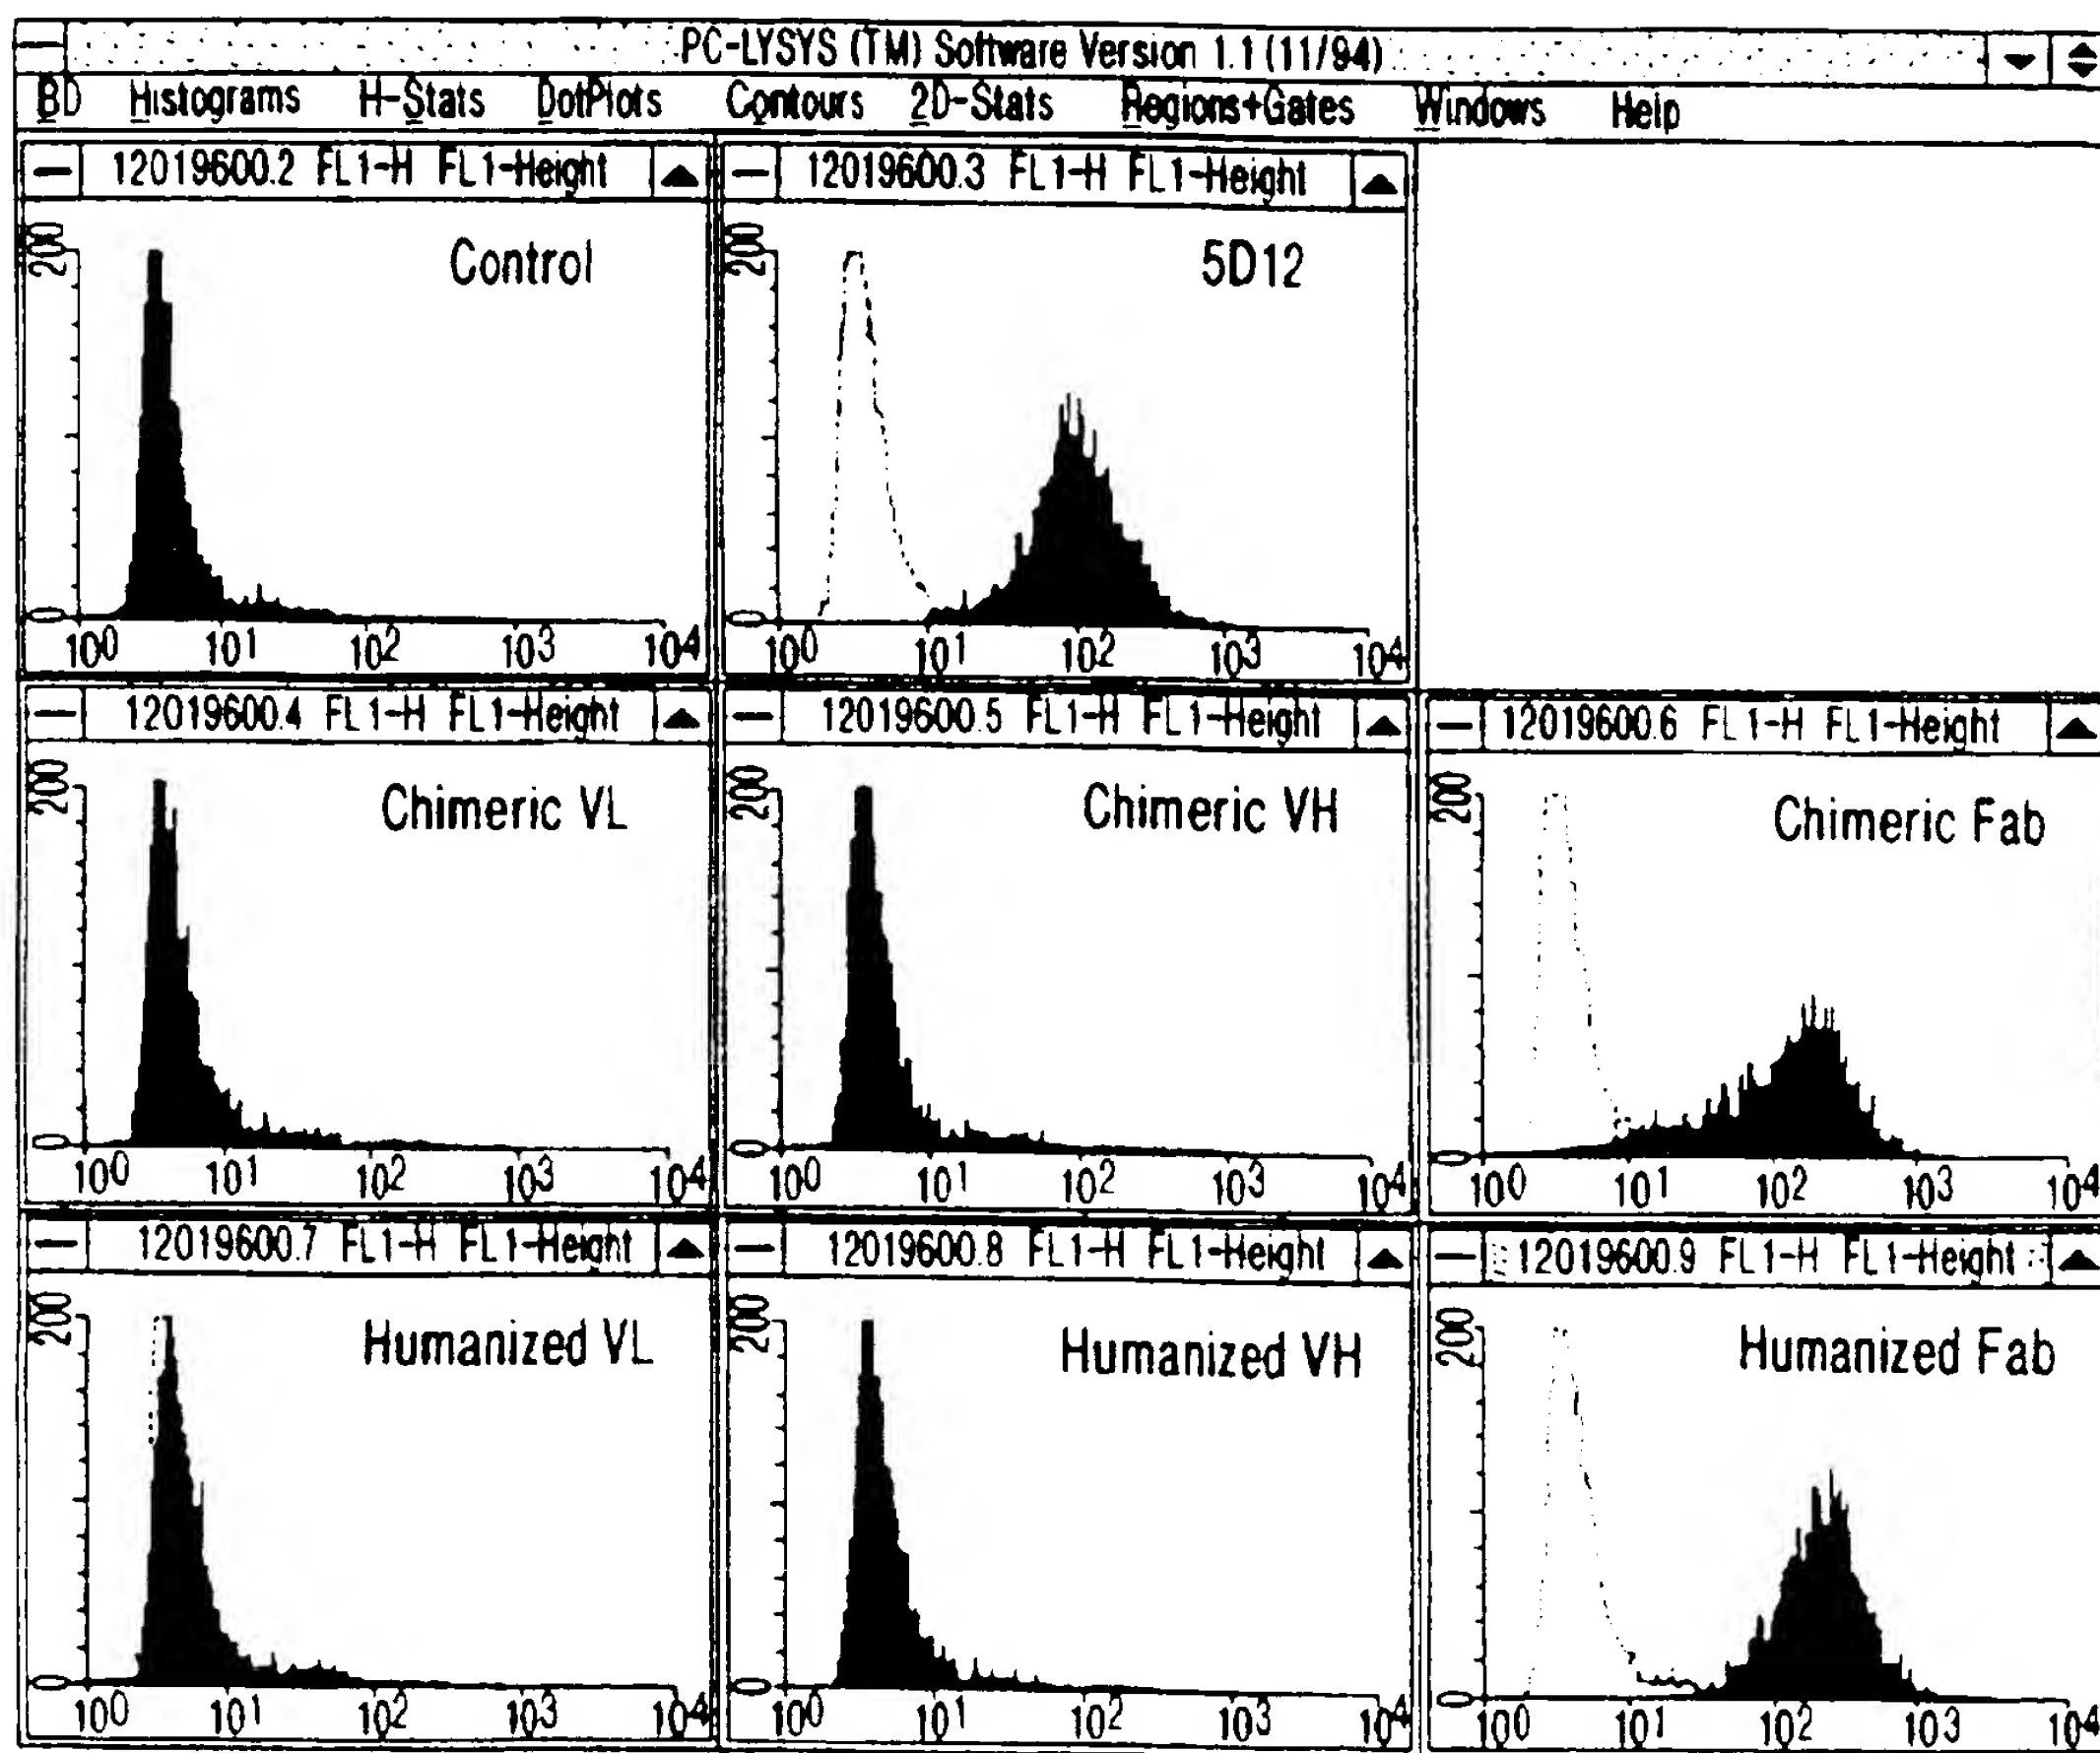 PC-LYSYS (TM) Software Version 1.1 (11/94)
BD Histograms H-Stats DotPlots Contours 2D-Stats Regions+Gates Windows Help
12019600.2 FL1-H FL1-Height
200
Control
0
100 101 102 103 104
12019600.3 FL1-H FL1-Height
200
5D12
0
100 101 102 103 104
12019600.4 FL1-H FL1-Height
200
Chimeric VL
0
100 101 102 103 104
12019600.5 FL1-H FL1-Height
200
Chimeric VH
0
100 101 102 103 104
12019600.6 FL1-H FL1-Height
200
Chimeric Fab
0
100 101 102 103 104
12019600.7 FL1-H FL1-Height
200
Humanized VL
0
100 101 102 103 104
12019600.8 FL1-H FL1-Height
200
Humanized VH
0
100 101 102 103 104
12019600.9 FL1-H FL1-Height
200
Humanized Fab
0
100 101 102 103 104